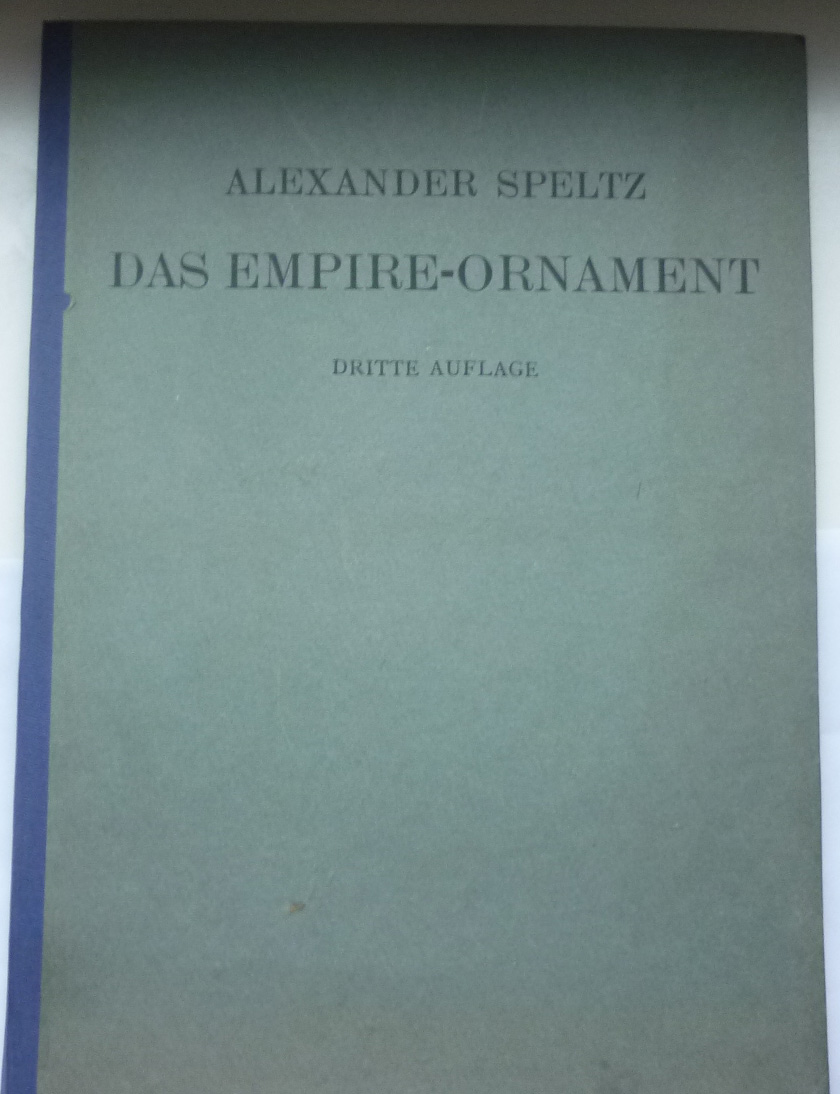 ALEXANDER SPELTZ
DAS EMPIRE-ORNAMENT
DRITTE AUFLAGE